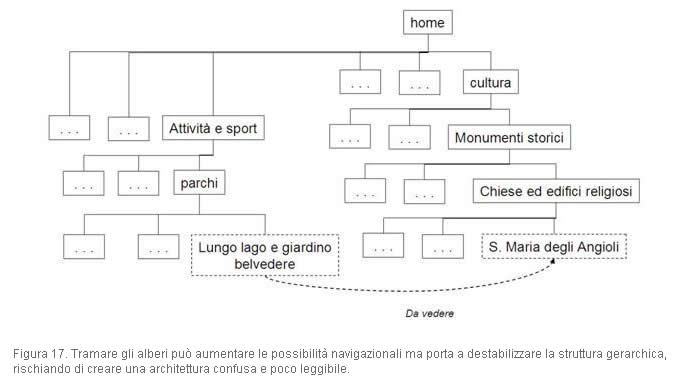 home
. . . . . . cultura
. . . . . . Attività e sport
. . . . . . Monumenti storici
. . . . . . parchi
. . . . . . Chiese ed edifici religiosi
. . . . . . Lungo lago e giardino
belvedere
. . . . . . S. Maria degli Angioli
Da vedere
Figura 17. Tramare gli alberi può aumentare le possibilità navigazionali ma porta a destabilizzare la struttura gerarchica,
rischiando di creare una architettura confusa e poco leggibile.